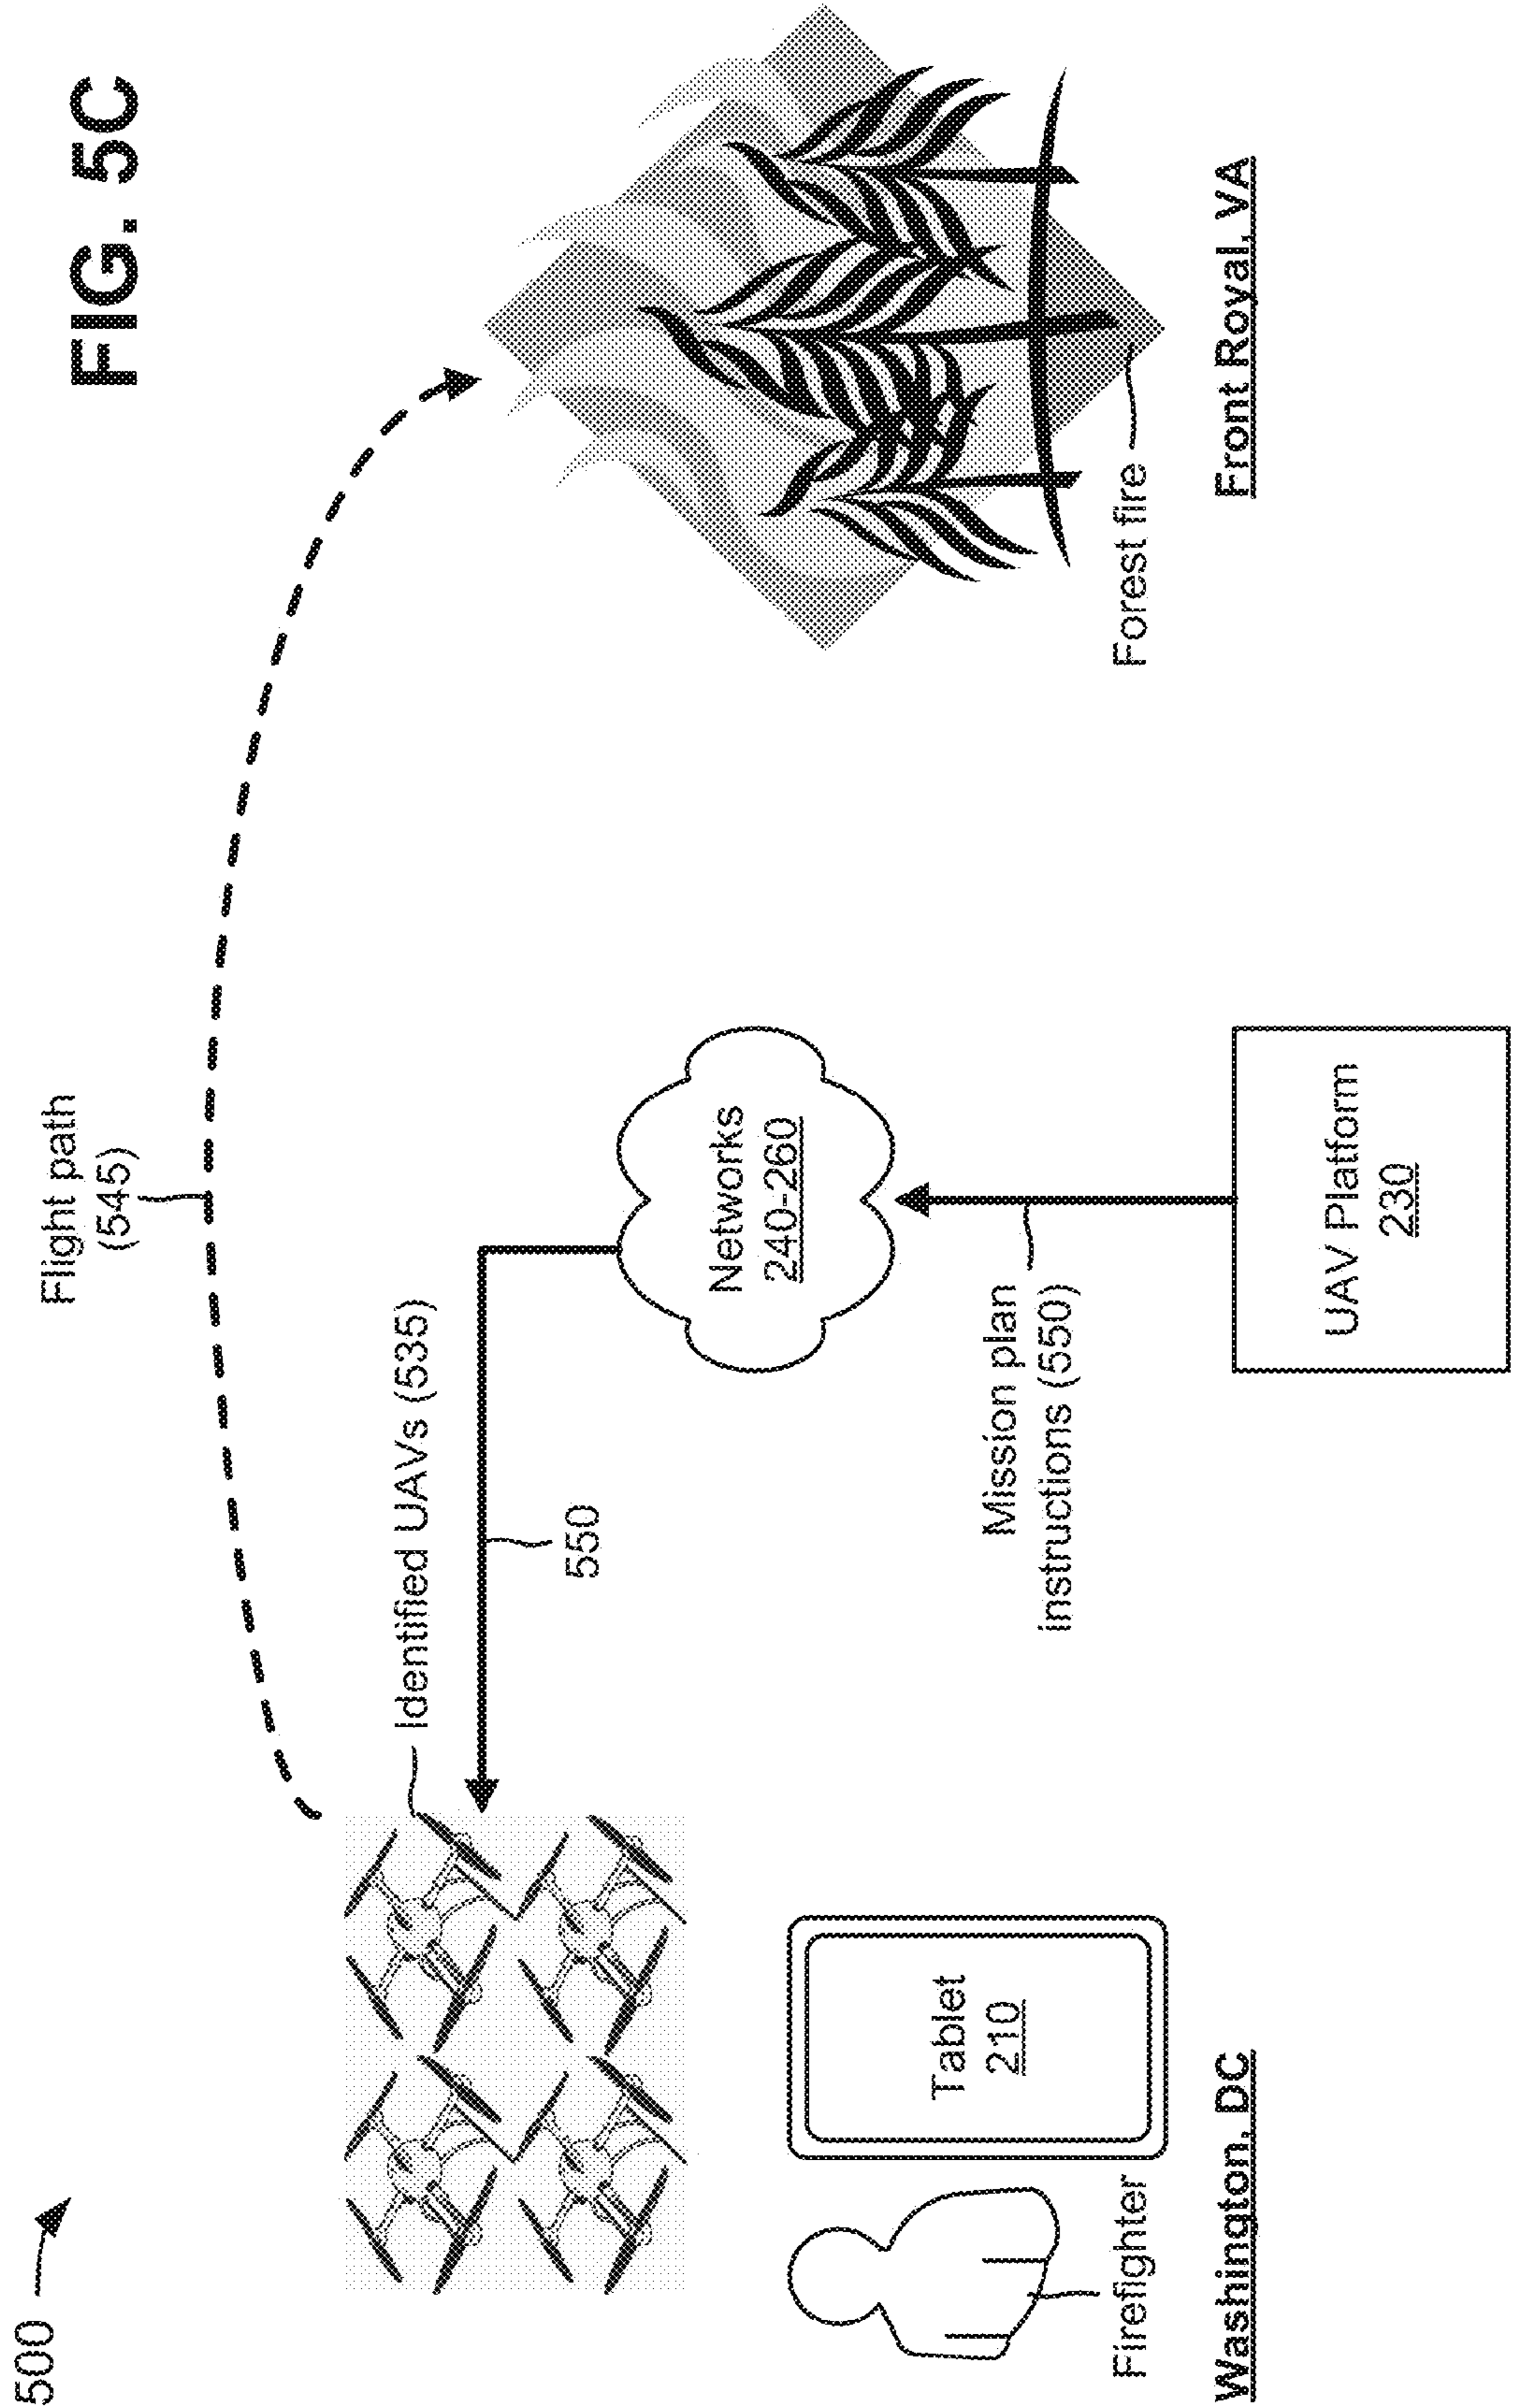 500
FIG. 5C
Flight path
(545)
Identified UAVs (535)
550
Networks
240-260
Mission plan
instructions (550)
UAV Platform
230
Tablet
210
Firefighter
Washington, DC
Forest fire
Front Royal, VA